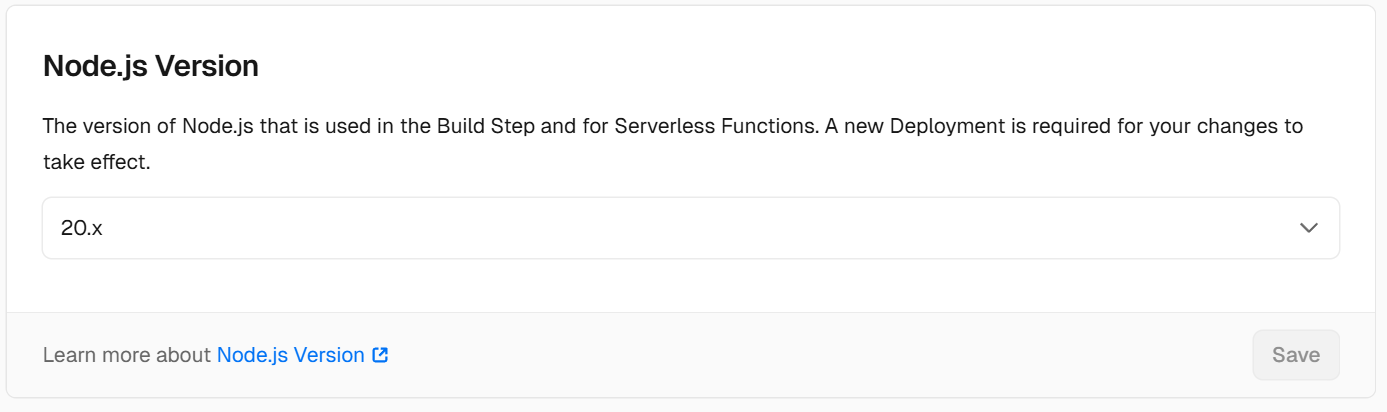 Node.js Version
The version of Node.js that is used in the Build Step and for Serverless Functions. A new Deployment is required for your changes to
take effect.
20.x
Learn more about Node.js Version
Save